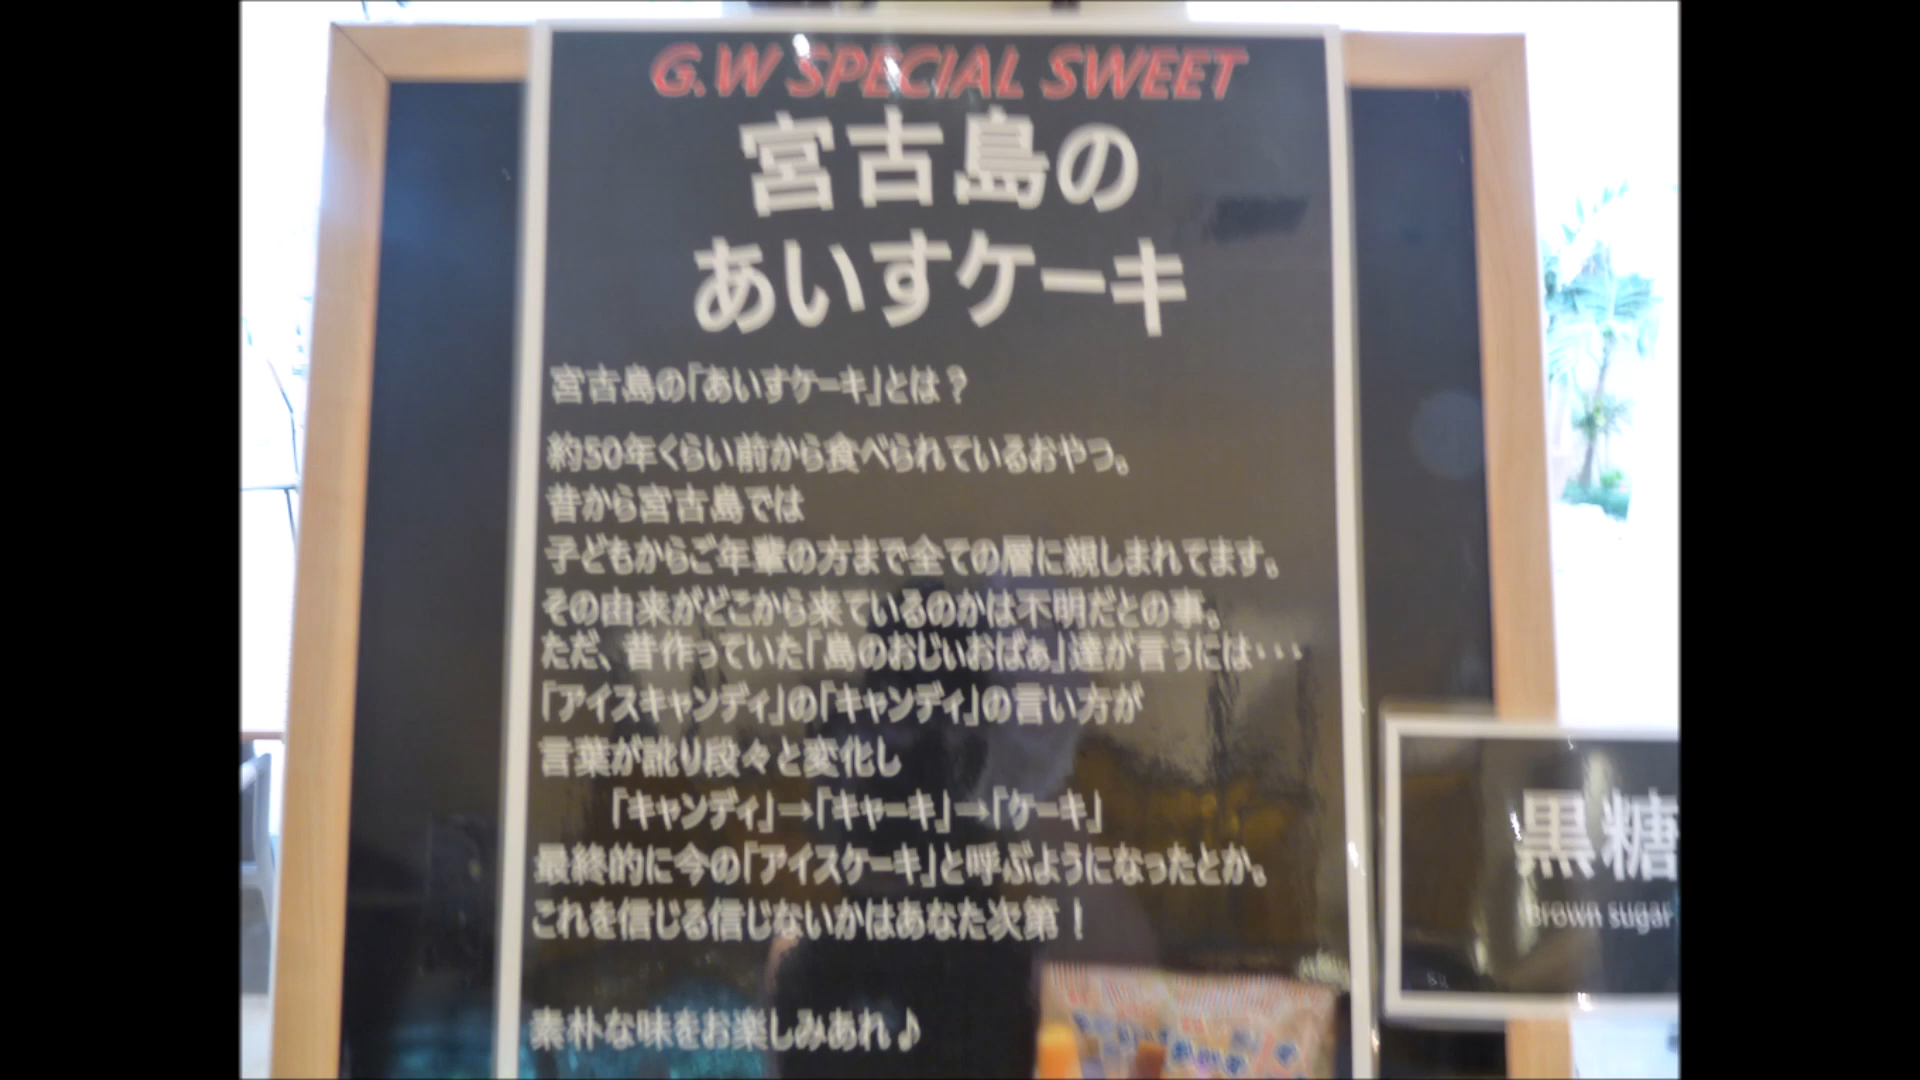 G.W SPECIAL SWEET
宮古島の
あいすケーキ
宮古島の「あいすケーキ」とは？
約50年くらい前から食べられているおやつ。
昔から宮古島では
子どもからご年輩の方まで全ての層に親しまれてます。
その由来がどこから来ているのかは不明だとの事。
ただ、昔作っていた「島のおじぃおばぁ」達が言うには・・・
「アイスキャンディ」の「キャンディ」の言い方が
言葉が訛り段々と変化し
「キャンディ」→「キャーキ」→「ケーキ」
最終的に今の「アイスケーキ」と呼ぶようになったとか。
これを信じる信じないかはあなた次第！
素朴な味をお楽しみあれ♪
黒糖
Brown sugar